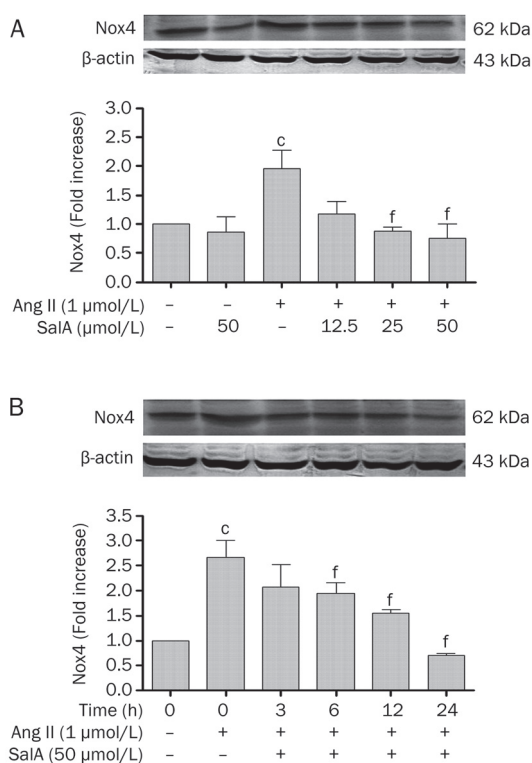 A
Nox4 62 kDa
β-actin 43 kDa
Nox4 (Fold increase)
3.0
2.5
2.0
1.5
1.0
0.5
0.0
c
f
f
Ang II (1 µmol/L) – – + + + +
SalA (µmol/L) – 50 – 12.5 25 50
B
Nox4 62 kDa
β-actin 43 kDa
Nox4 (Fold increase)
3.5
3.0
2.5
2.0
1.5
1.0
0.5
0.0
c
f
f
f
Time (h) 0 0 3 6 12 24
Ang II (1 µmol/L) – + + + + +
SalA (50 µmol/L) + + + +